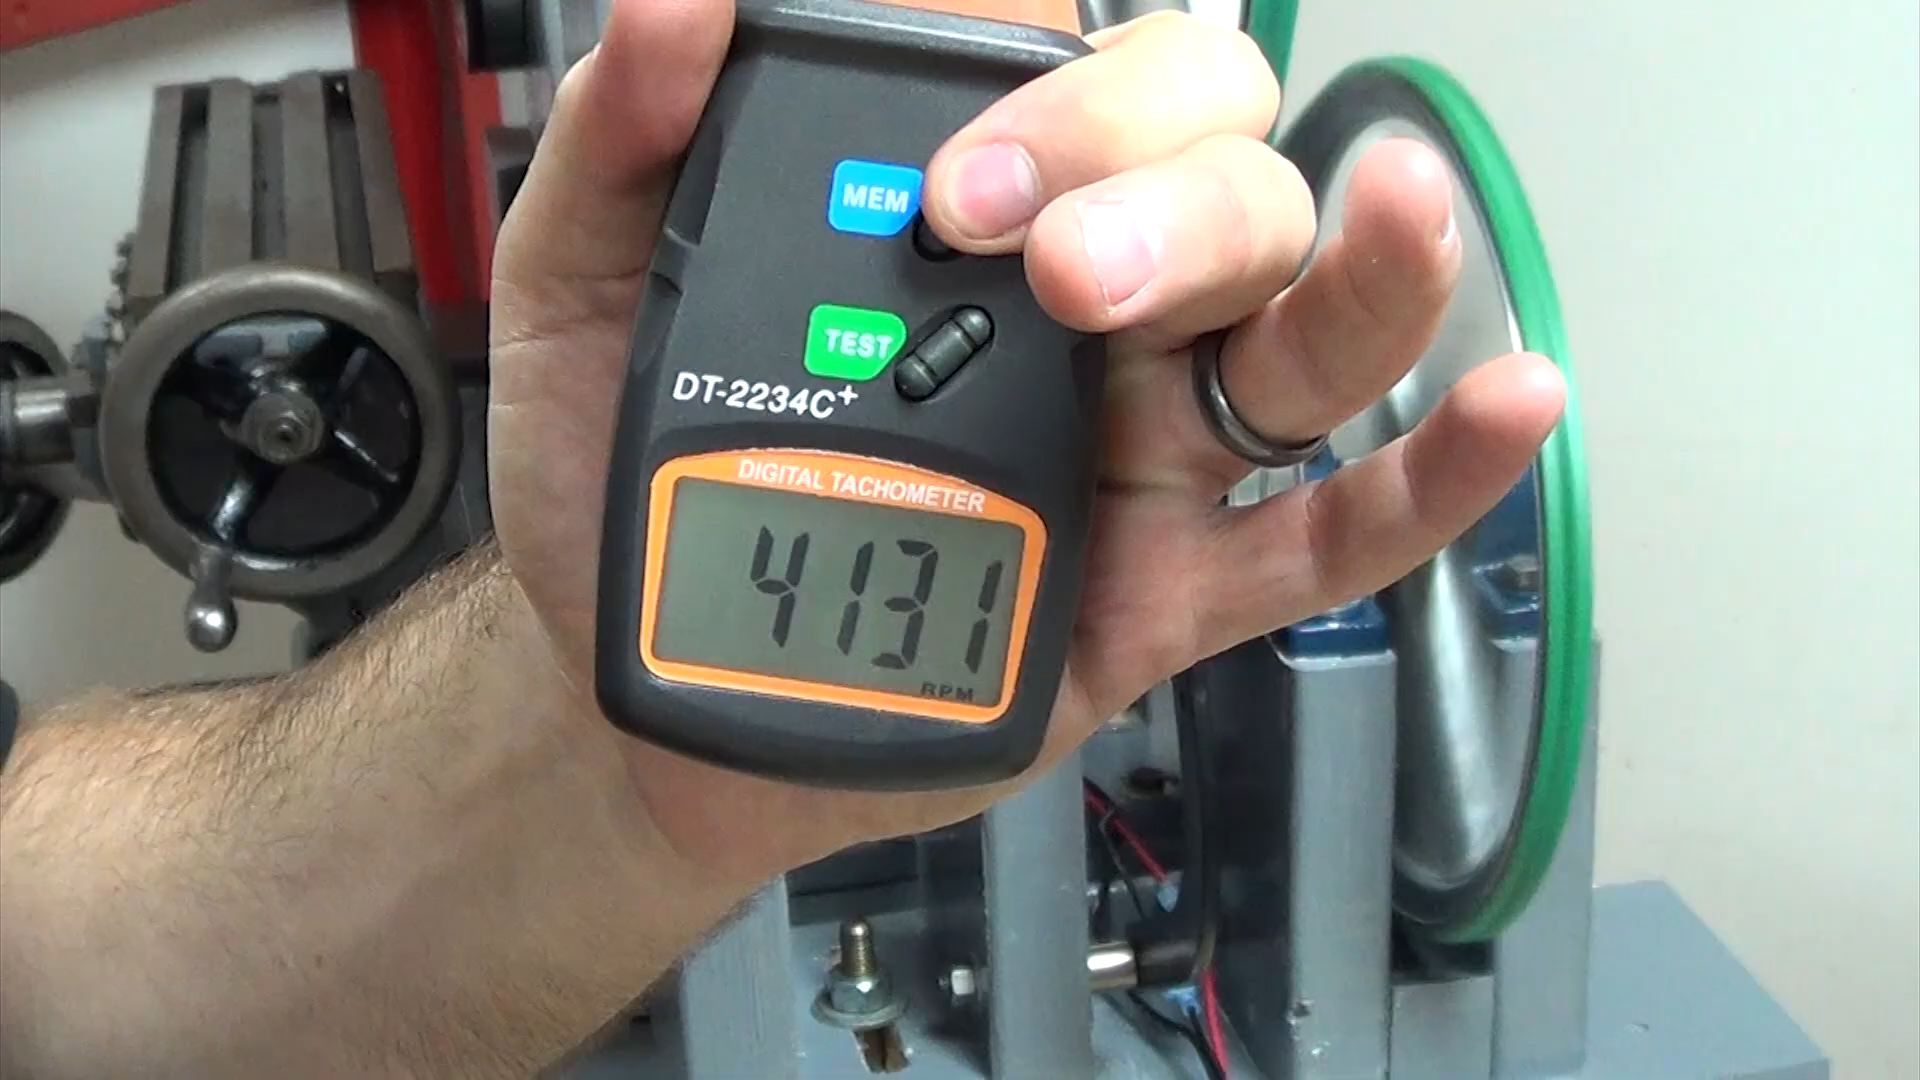 MEM
TEST
DT-2234C+
DIGITAL TACHOMETER
4131
RPM